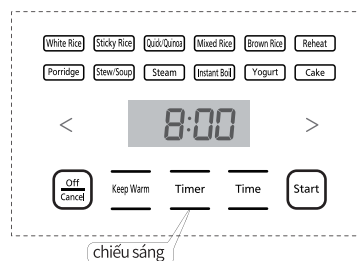 White Rice Sticky Rice Quick/Quinoa Mixed Rice Brown Rice Reheat
Porridge Stew/Soup Steam Instant Boil Yogurt Cake
< 8:00 >
Off
Cancel
Keep Warm Timer Time Start
chiếu sáng